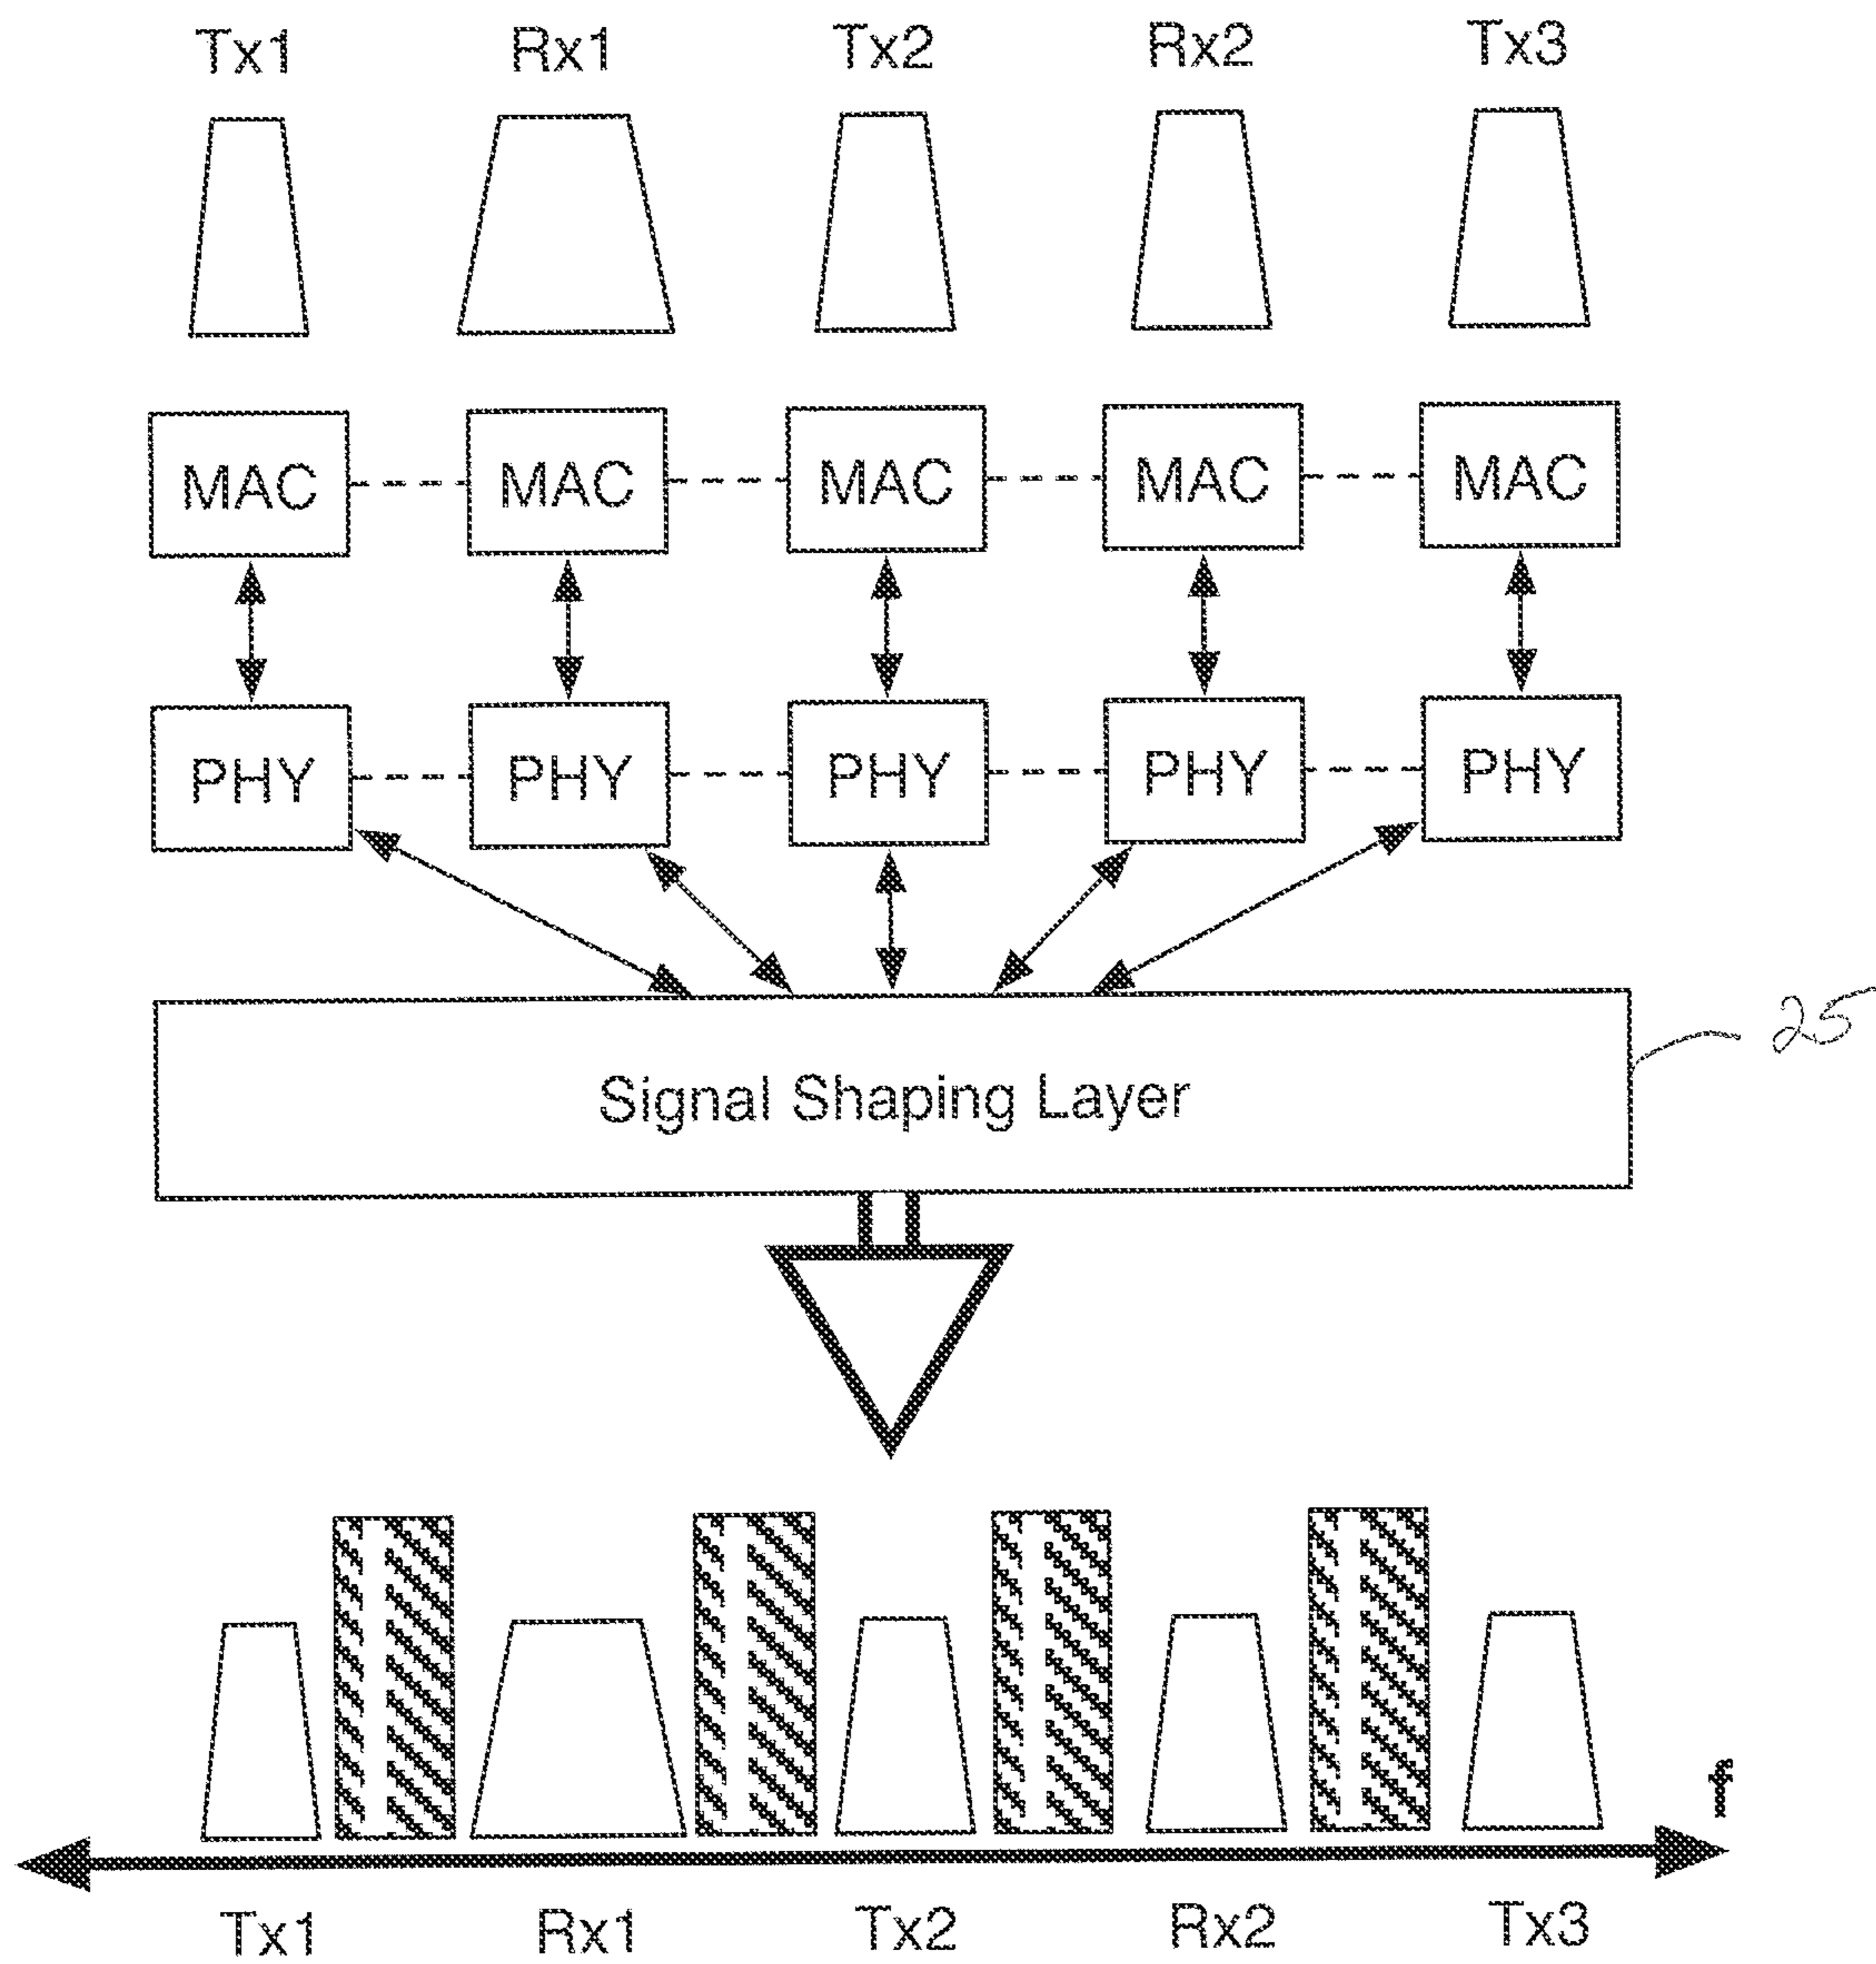 Tx1 Rx1 Tx2 Rx2 Tx3
MAC MAC MAC MAC MAC
PHY PHY PHY PHY PHY
Signal Shaping Layer
25
f
Tx1 Rx1 Tx2 Rx2 Tx3